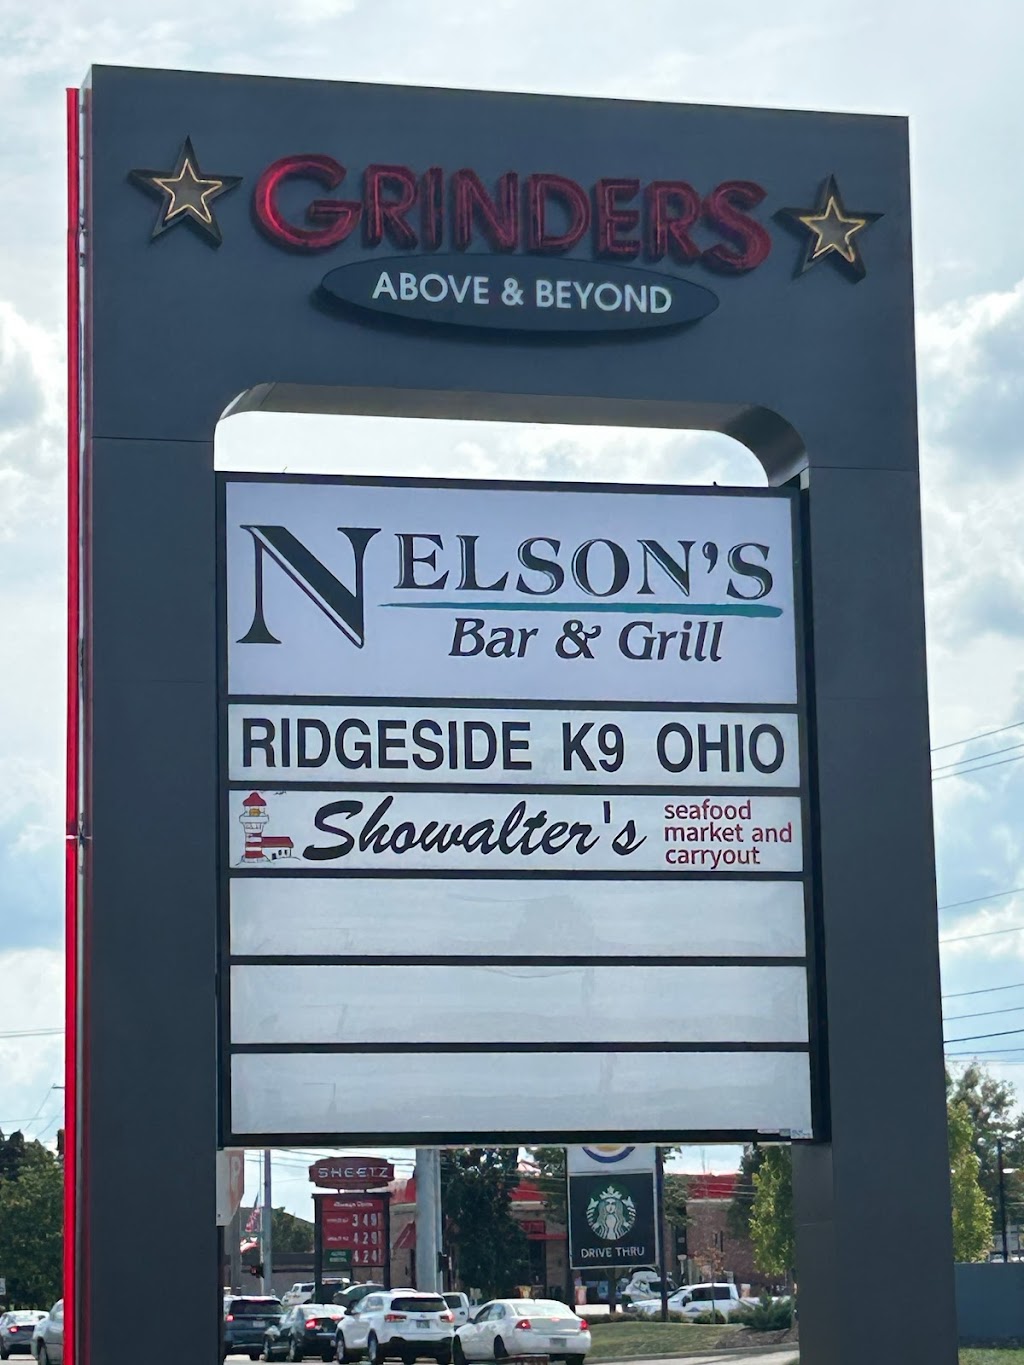 GRINDERS
ABOVE & BEYOND
NELSON'S
Bar & Grill
RIDGESIDE K9 OHIO
Showalter's
seafood
market and
carryout
SHEETZ
DRIVE THRU